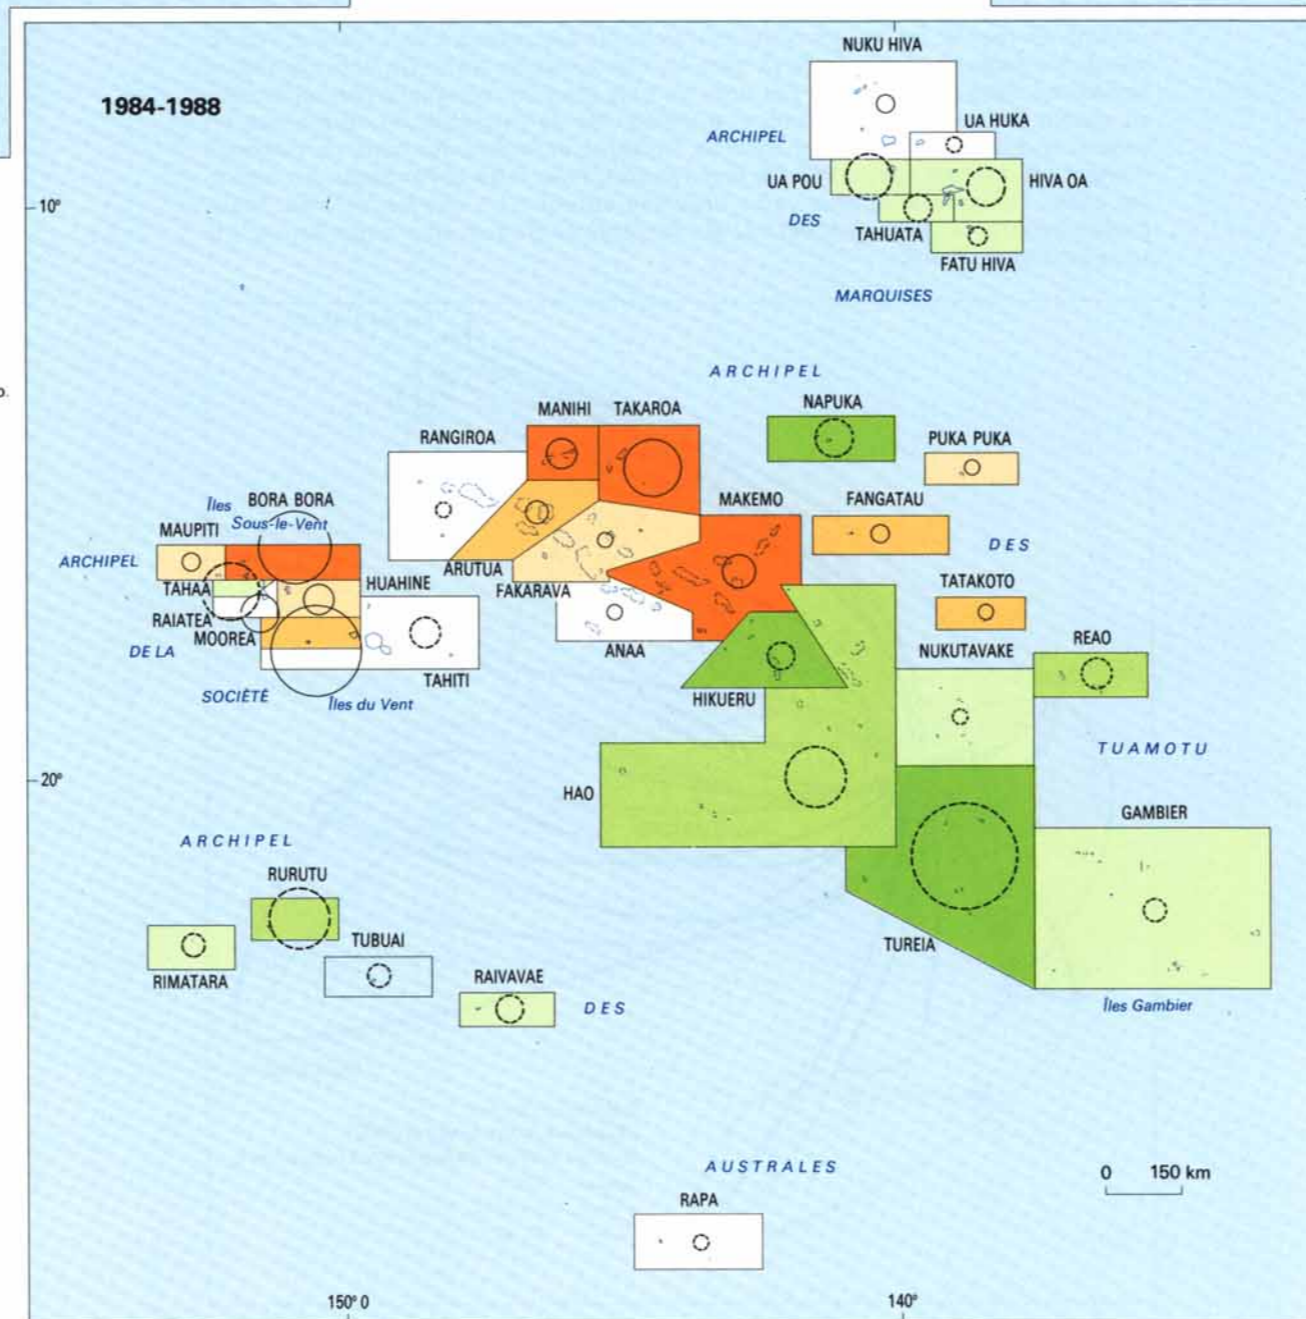 1984-1988
NUKU HIVA
ARCHIPEL
UA HUKA
UA POU
HIVA OA
10°
DES
TAHUATA
FATU HIVA
MARQUISES
ARCHIPEL
NAPUKA
MANIHI
TAKAROA
RANGIROA
PUKA PUKA
Îles
BORA BORA
Sous-le-Vent
MAKEMO
FANGATAU
MAUPITI
DES
ARCHIPEL
ARUTUA
TAHAA
HUAHINE
FAKARAVA
TATAKOTO
RAIATEA
MOOREA
DE LA
ANAA
NUKUTAVAKE
REAO
TAHITI
SOCIÉTÉ
Îles du Vent
HIKUERU
TUAMOTU
20°
HAO
GAMBIER
ARCHIPEL
RURUTU
TUBUAI
TUREIA
RIMATARA
RAIVAVAE
DES
Îles Gambier
AUSTRALES
0 150 km
RAPA
150° 0
140°